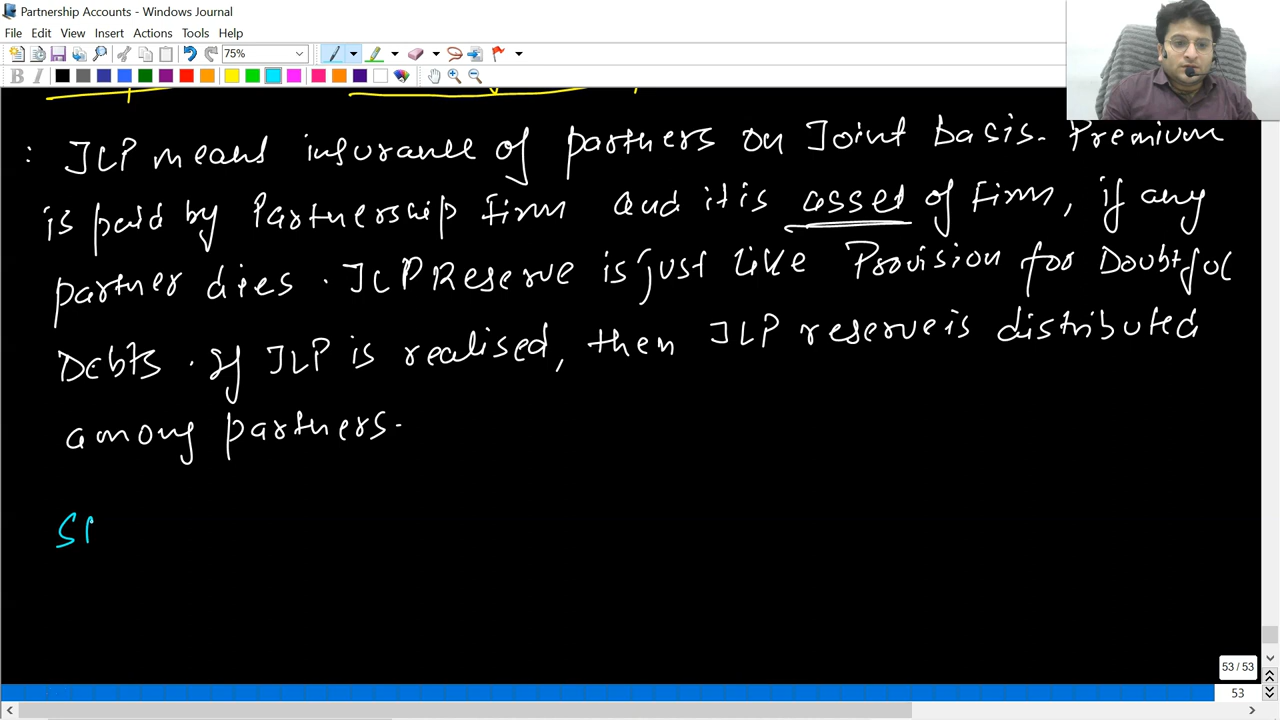 Partnership Accounts - Windows Journal
File Edit View Insert Actions Tools Help
75%
B i
: JLP means insurance of partners on Joint basis. Premium
is paid by Partnership firm and it is asset of firm, if any
partner dies. JLP Reserve is just like Provision for Doubtful
Debts. If JLP is realised, then JLP reserve is distributed
among partners.
53/53
53